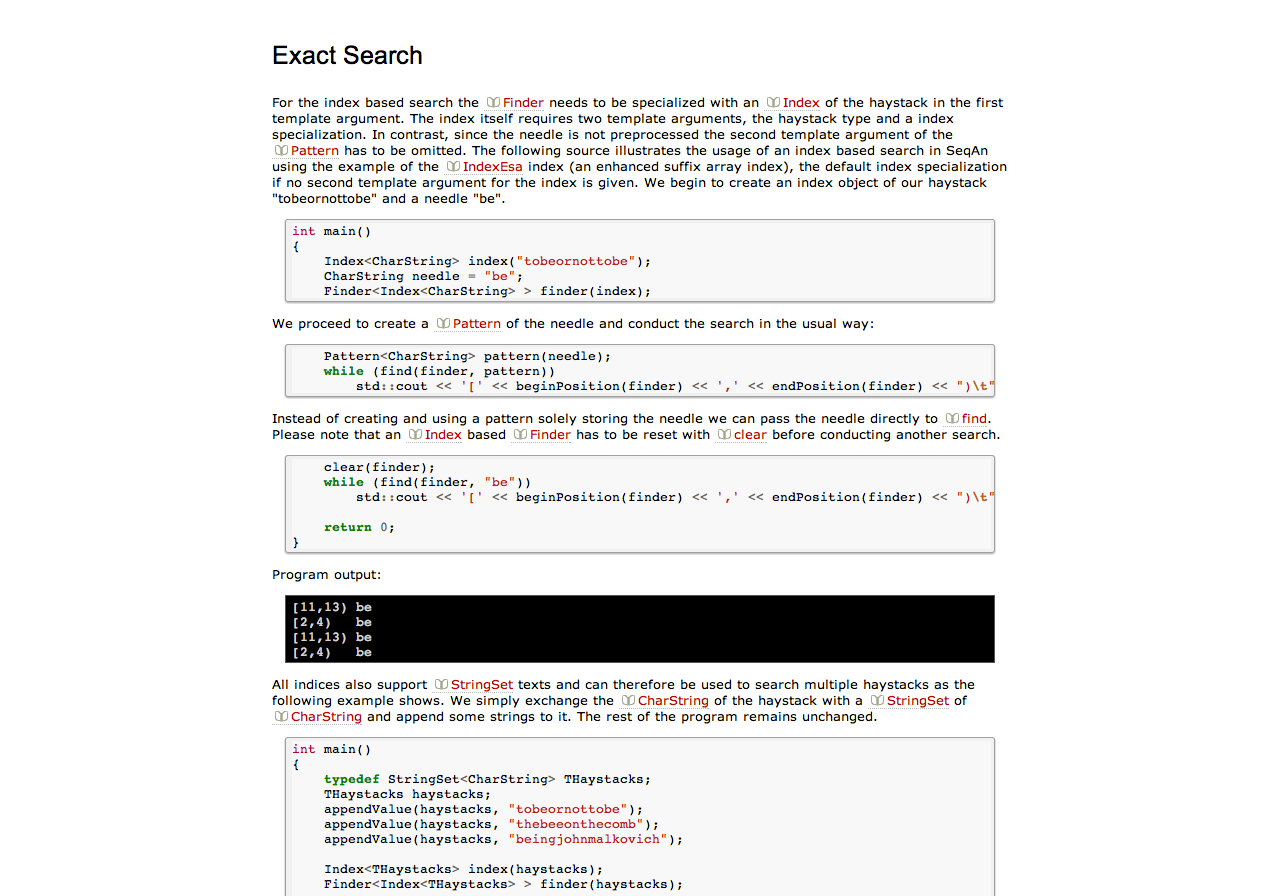 Exact Search
For the index based search the Finder needs to be specialized with an Index of the haystack in the first
template argument. The index itself requires two template arguments, the haystack type and a index
specialization. In contrast, since the needle is not preprocessed the second template argument of the
Pattern has to be omitted. The following source illustrates the usage of an index based search in SeqAn
using the example of the IndexEsa index (an enhanced suffix array index), the default index specialization
if no second template argument for the index is given. We begin to create an index object of our haystack
"tobeornottobe" and a needle "be".
int main()
{
    Index<CharString> index("tobeornottobe");
    CharString needle = "be";
    Finder<Index<CharString> > finder(index);
We proceed to create a Pattern of the needle and conduct the search in the usual way:
    Pattern<CharString> pattern(needle);
    while (find(finder, pattern))
        std::cout << '[' << beginPosition(finder) << ',' << endPosition(finder) << ")\t"
Instead of creating and using a pattern solely storing the needle we can pass the needle directly to find.
Please note that an Index based Finder has to be reset with clear before conducting another search.
    clear(finder);
    while (find(finder, "be"))
        std::cout << '[' << beginPosition(finder) << ',' << endPosition(finder) << ")\t"
    return 0;
}
Program output:
[11,13) be
[2,4)   be
[11,13) be
[2,4)   be
All indices also support StringSet texts and can therefore be used to search multiple haystacks as the
following example shows. We simply exchange the CharString of the haystack with a StringSet of
CharString and append some strings to it. The rest of the program remains unchanged.
int main()
{
    typedef StringSet<CharString> THaystacks;
    THaystacks haystacks;
    appendValue(haystacks, "tobeornottobe");
    appendValue(haystacks, "thebeeonthecomb");
    appendValue(haystacks, "beingjohnmalkovich");
    Index<THaystacks> index(haystacks);
    Finder<Index<THaystacks> > finder(haystacks);